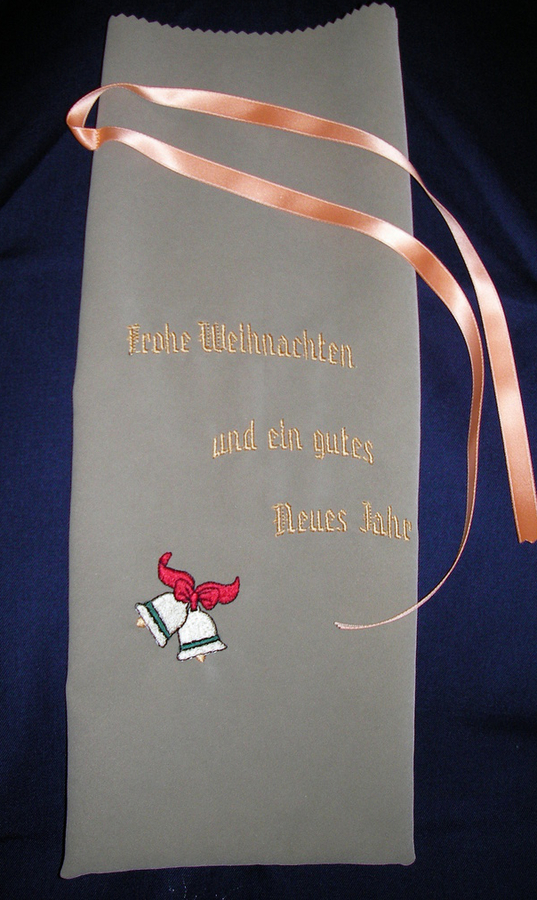 Frohe Weihnachten
und ein gutes
Neues Jahr